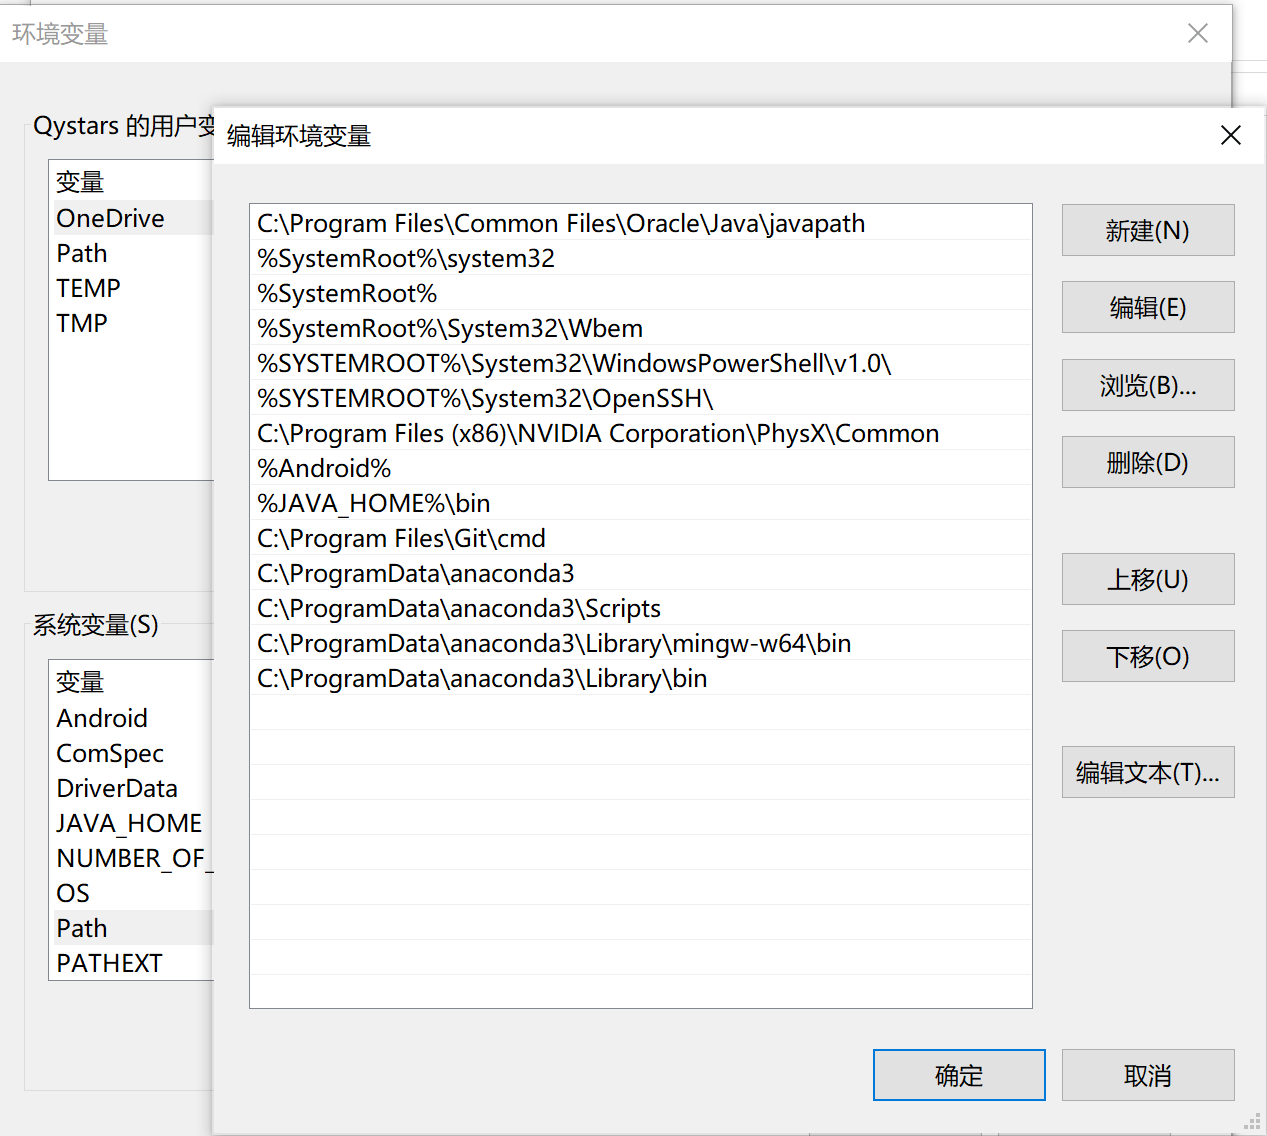 环境变量
Qystars 的用户变
变量
OneDrive
Path
TEMP
TMP
系统变量(S)
变量
Android
ComSpec
DriverData
JAVA_HOME
NUMBER_OF_
OS
Path
PATHEXT
编辑环境变量
C:\Program Files\Common Files\Oracle\Java\javapath
%SystemRoot%\system32
%SystemRoot%
%SystemRoot%\System32\Wbem
%SYSTEMROOT%\System32\WindowsPowerShell\v1.0\
%SYSTEMROOT%\System32\OpenSSH\
C:\Program Files (x86)\NVIDIA Corporation\PhysX\Common
%Android%
%JAVA_HOME%\bin
C:\Program Files\Git\cmd
C:\ProgramData\anaconda3
C:\ProgramData\anaconda3\Scripts
C:\ProgramData\anaconda3\Library\mingw-w64\bin
C:\ProgramData\anaconda3\Library\bin
新建(N)
编辑(E)
浏览(B)...
删除(D)
上移(U)
下移(O)
编辑文本(T)...
确定
取消